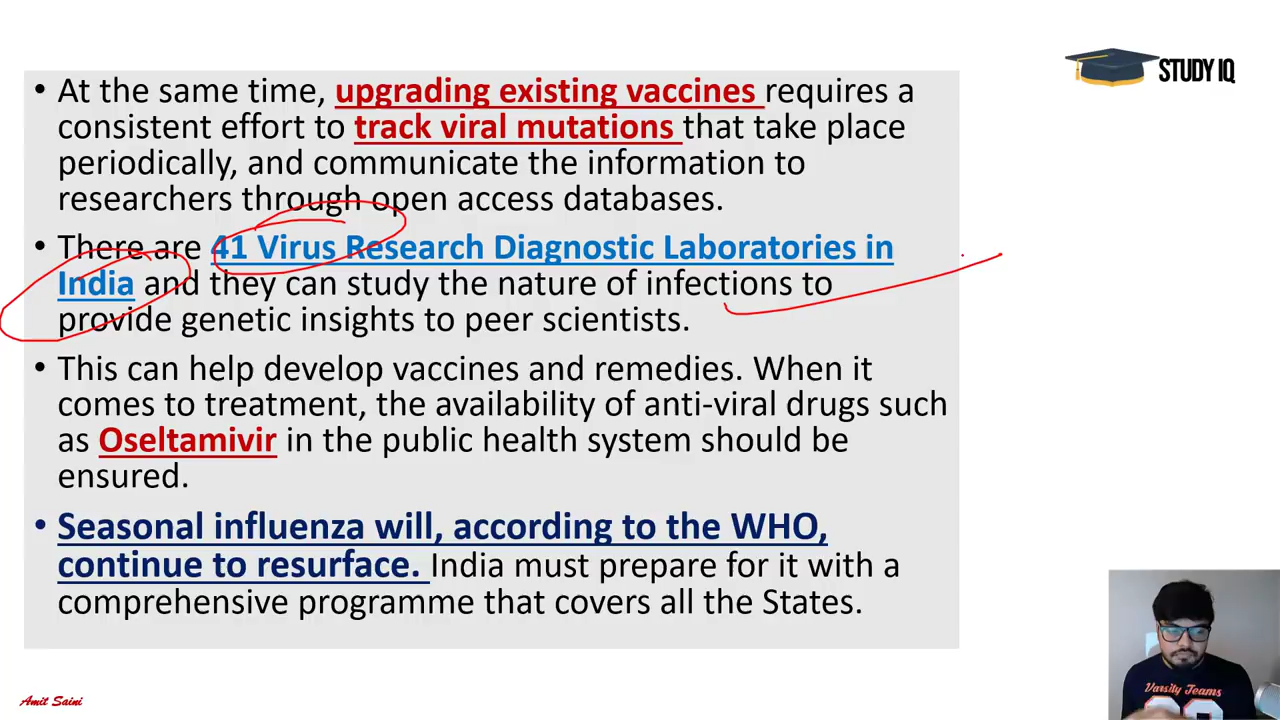 STUDY IQ
• At the same time, upgrading existing vaccines requires a
consistent effort to track viral mutations that take place
periodically, and communicate the information to
researchers through open access databases.
• There are 41 Virus Research Diagnostic Laboratories in
India and they can study the nature of infections to
provide genetic insights to peer scientists.
• This can help develop vaccines and remedies. When it
comes to treatment, the availability of anti-viral drugs such
as Oseltamivir in the public health system should be
ensured.
• Seasonal influenza will, according to the WHO,
continue to resurface. India must prepare for it with a
comprehensive programme that covers all the States.
Varsity Teams
Amit Saini